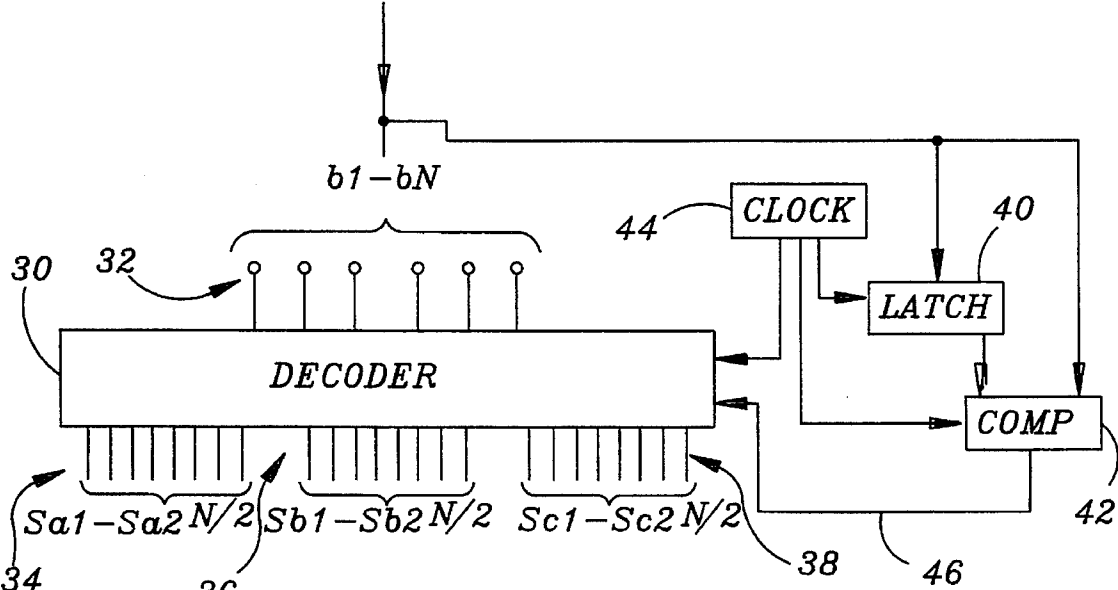 b1-bN
CLOCK
44
40
30
32
LATCH
DECODER
COMP
Sa1-Sa2 N/2
Sb1-Sb2 N/2
Sc1-Sc2 N/2
42
34
38
46